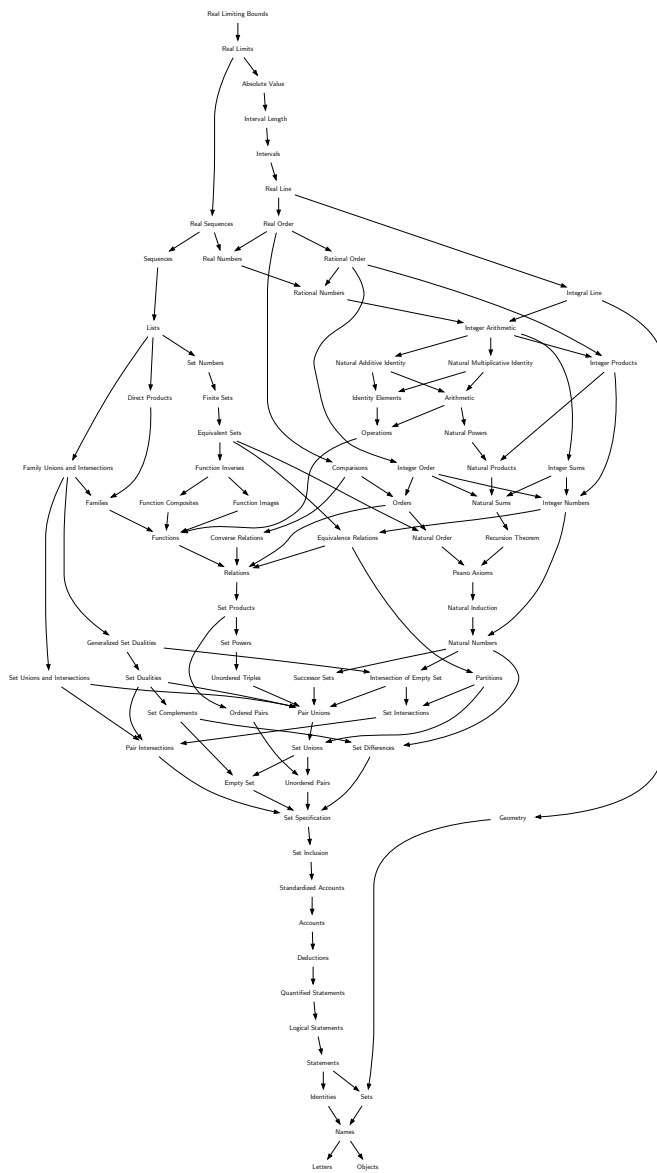 Real Limiting Bounds
Real Limits
Absolute Value
Interval Length
Intervals
Real Line
Real Sequences
Real Order
Sequences
Real Numbers
Rational Order
Rational Numbers
Integral Line
Lists
Integer Arithmetic
Set Numbers
Natural Additive Identity
Natural Multiplicative Identity
Integer Products
Direct Products
Finite Sets
Identity Elements
Arithmetic
Equivalent Sets
Operations
Natural Powers
Family Unions and Intersections
Function Inverses
Comparisons
Integer Order
Natural Products
Integer Sums
Families
Function Composites
Function Images
Orders
Natural Sums
Integer Numbers
Functions
Converse Relations
Equivalence Relations
Natural Order
Recursion Theorem
Relations
Peano Axioms
Set Products
Natural Induction
Generalized Set Dualities
Set Powers
Natural Numbers
Set Unions and Intersections
Set Dualities
Unordered Triples
Successor Sets
Intersection of Empty Set
Partitions
Set Complements
Ordered Pairs
Pair Unions
Set Intersections
Pair Intersections
Set Unions
Set Differences
Empty Set
Unordered Pairs
Set Specification
Geometry
Set Inclusion
Standardized Accounts
Accounts
Deductions
Quantified Statements
Logical Statements
Statements
Identities
Sets
Names
Letters
Objects